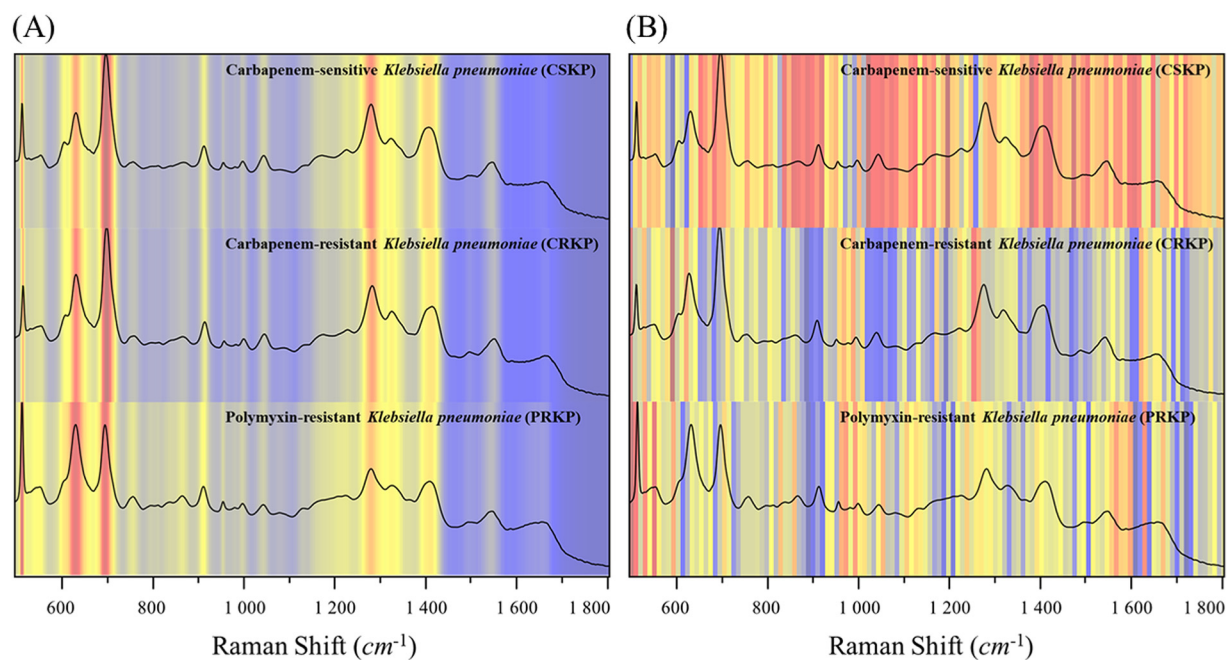 (A)
Carbapenem-sensitive Klebsiella pneumoniae (CSKP)
Carbapenem-resistant Klebsiella pneumoniae (CRKP)
Polymyxin-resistant Klebsiella pneumoniae (PRKP)
600 800 1 000 1 200 1 400 1 600 1 800
Raman Shift (cm-1)
(B)
Carbapenem-sensitive Klebsiella pneumoniae (CSKP)
Carbapenem-resistant Klebsiella pneumoniae (CRKP)
Polymyxin-resistant Klebsiella pneumoniae (PRKP)
600 800 1 000 1 200 1 400 1 600 1 800
Raman Shift (cm-1)